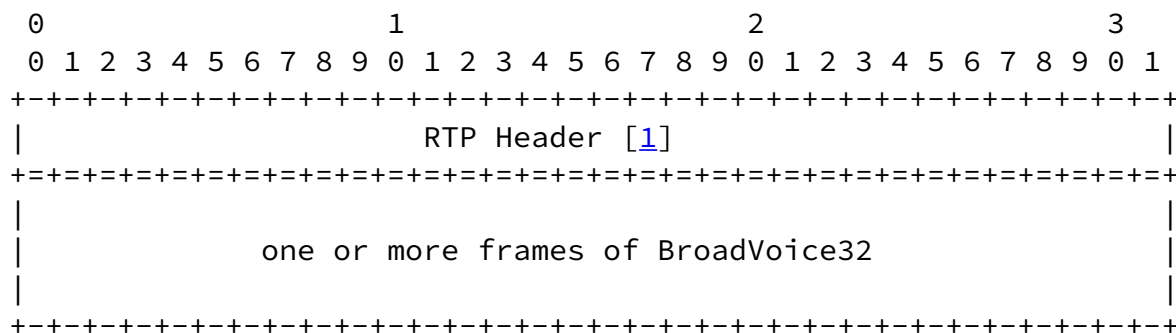 0                   1                   2                   3
 0 1 2 3 4 5 6 7 8 9 0 1 2 3 4 5 6 7 8 9 0 1 2 3 4 5 6 7 8 9 0 1
+-+-+-+-+-+-+-+-+-+-+-+-+-+-+-+-+-+-+-+-+-+-+-+-+-+-+-+-+-+-+-+-+
|                      RTP Header [1]                           |
+=+=+=+=+=+=+=+=+=+=+=+=+=+=+=+=+=+=+=+=+=+=+=+=+=+=+=+=+=+=+=+=+
|                                                               |
|             one or more frames of BroadVoice32                |
|                                                               |
+-+-+-+-+-+-+-+-+-+-+-+-+-+-+-+-+-+-+-+-+-+-+-+-+-+-+-+-+-+-+-+-+